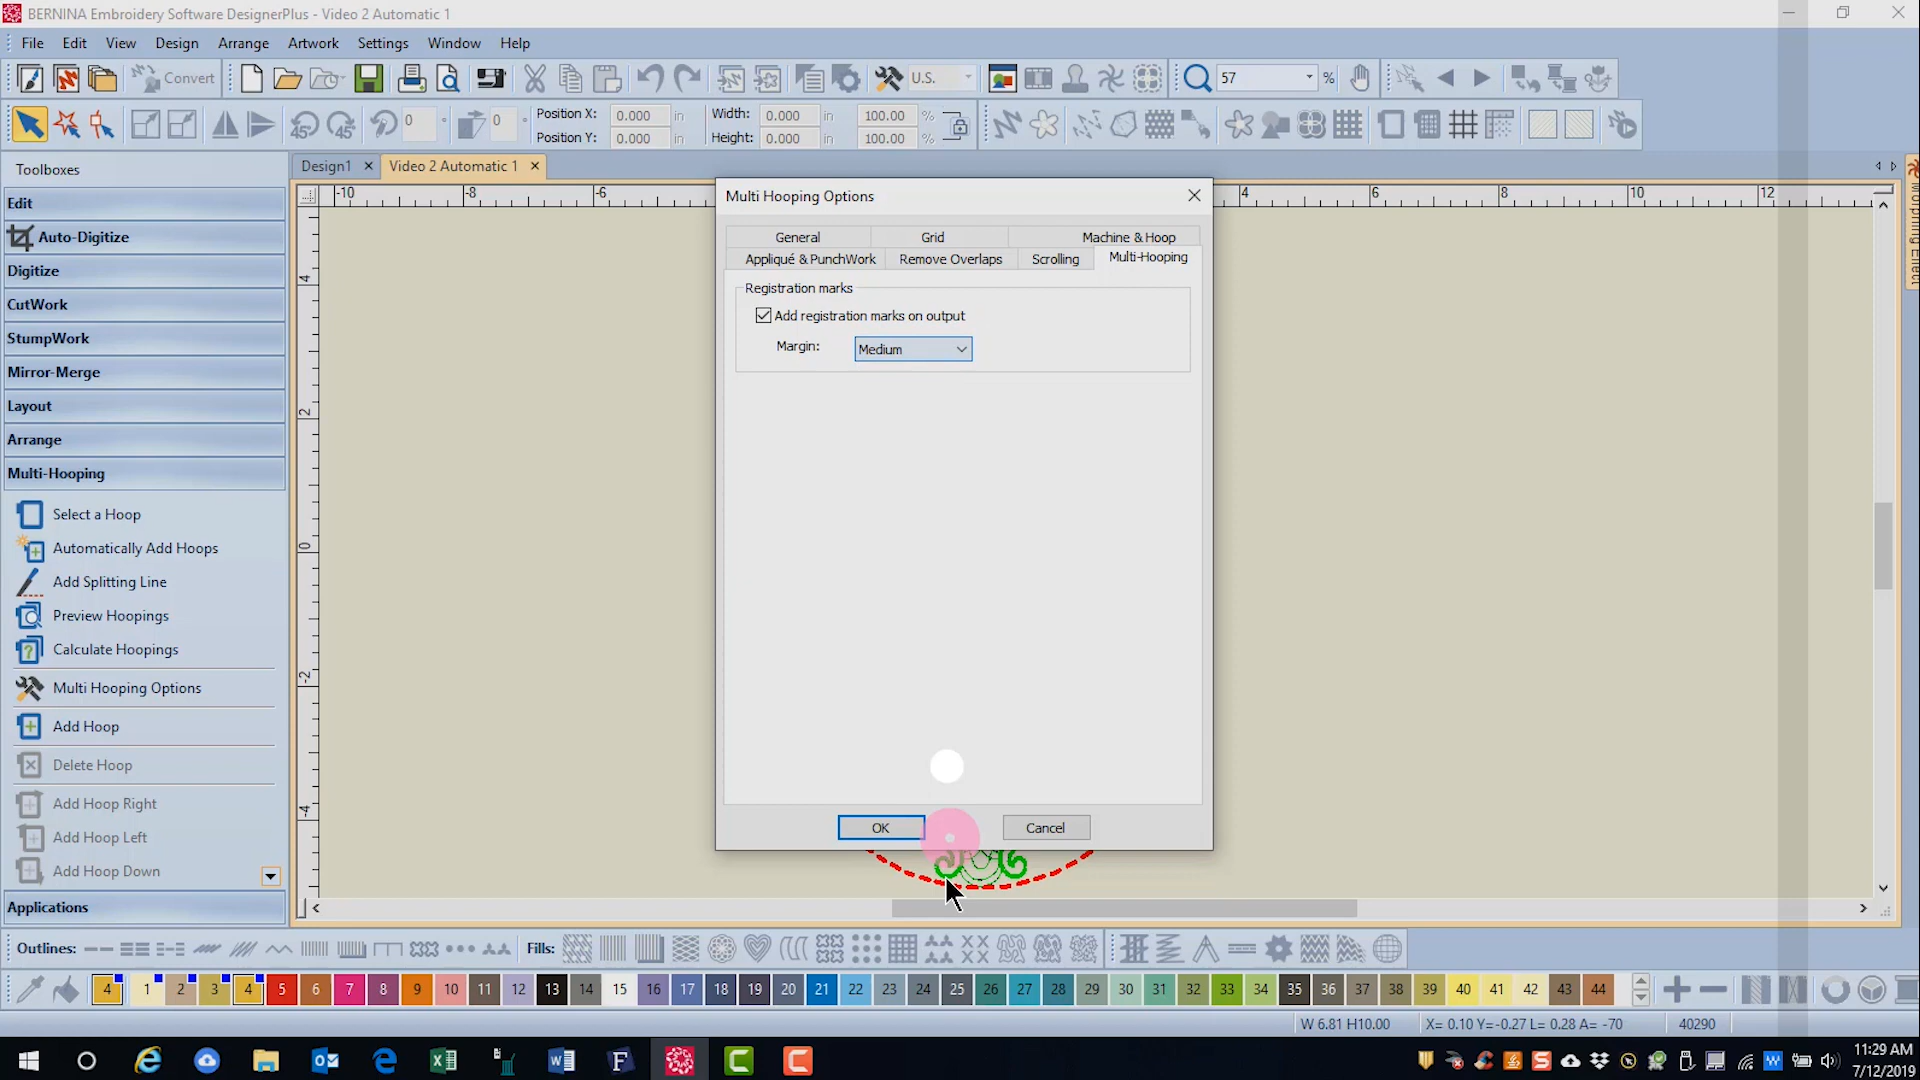 BERNINA Embroidery Software DesignerPlus - Video 2 Automatic 1
File Edit View Design Arrange Artwork Settings Window Help
Convert U.S. 57 %
0 0 Position X: 0.000 in Width: 0.000 in 100.00 %
Position Y: 0.000 in Height: 0.000 in 100.00 %
Toolboxes
Design1 Video 2 Automatic 1
-10 -8 -6 4 6 8 10 12
4
2
0
-2
-4
Edit
Auto-Digitize
Digitize
CutWork
StumpWork
Mirror-Merge
Layout
Arrange
Multi-Hooping
Select a Hoop
Automatically Add Hoops
Add Splitting Line
Preview Hoopings
Calculate Hoopings
Multi Hooping Options
Add Hoop
Delete Hoop
Add Hoop Right
Add Hoop Left
Add Hoop Down
Applications
Multi Hooping Options
General Grid Machine & Hoop
Appliqué & PunchWork Remove Overlaps Scrolling Multi-Hooping
Registration marks
Add registration marks on output
Margin: Medium
OK Cancel
Morphing Effect
Outlines: Fills:
4 1 2 3 4 5 6 7 8 9 10 11 12 13 14 15 16 17 18 19 20 21 22 23 24 25 26 27 28 29 30 31 32 33 34 35 36 37 38 39 40 41 42 43 44
W 6.81 H10.00 X= 0.10 Y=-0.27 L= 0.28 A= -70 40290
11:29 AM
7/12/2019